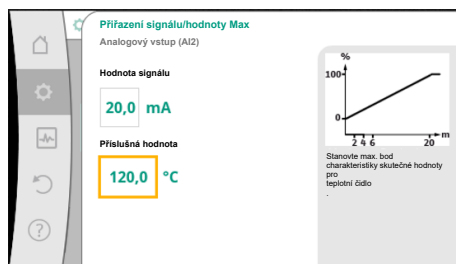 Přiřazení signálu/hodnoty Max
Analogový vstup (AI2)
Hodnota signálu
20,0 mA
Příslušná hodnota
120,0 °C
%
100
0
2 4 6 20
m
Stanovte max. bod
charakteristiky skutečné hodnoty
pro
teplotní čidlo
.
?